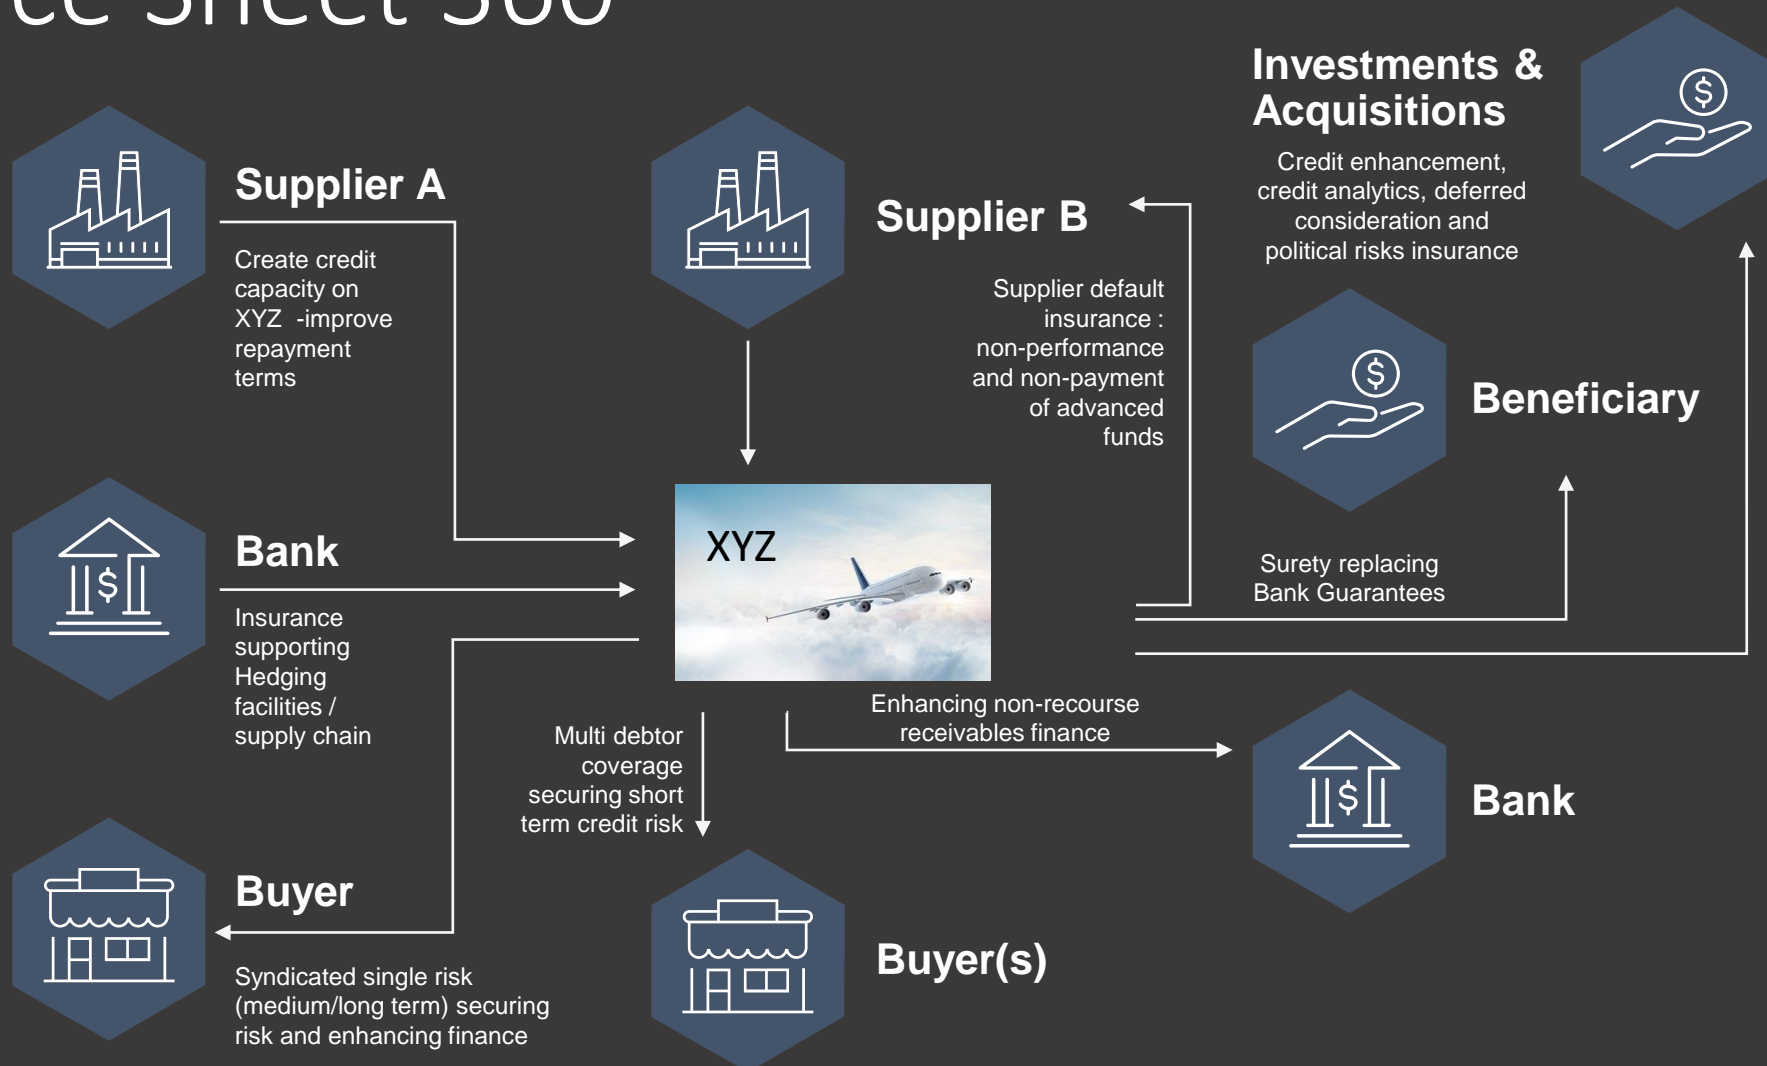 ce Sheet 360
Supplier A
Create credit
capacity on
XYZ -improve
repayment
terms
Supplier B
Supplier default
insurance :
non-performance
and non-payment
of advanced
funds
Investments &
Acquisitions
Credit enhancement,
credit analytics, deferred
consideration and
political risks insurance
$
Beneficiary
$
Surety replacing
Bank Guarantees
Bank
$
Insurance
supporting
Hedging
facilities /
supply chain
XYZ
Enhancing non-recourse
receivables finance
Multi debtor
coverage
securing short
term credit risk
Bank
$
Buyer
Syndicated single risk
(medium/long term) securing
risk and enhancing finance
Buyer(s)